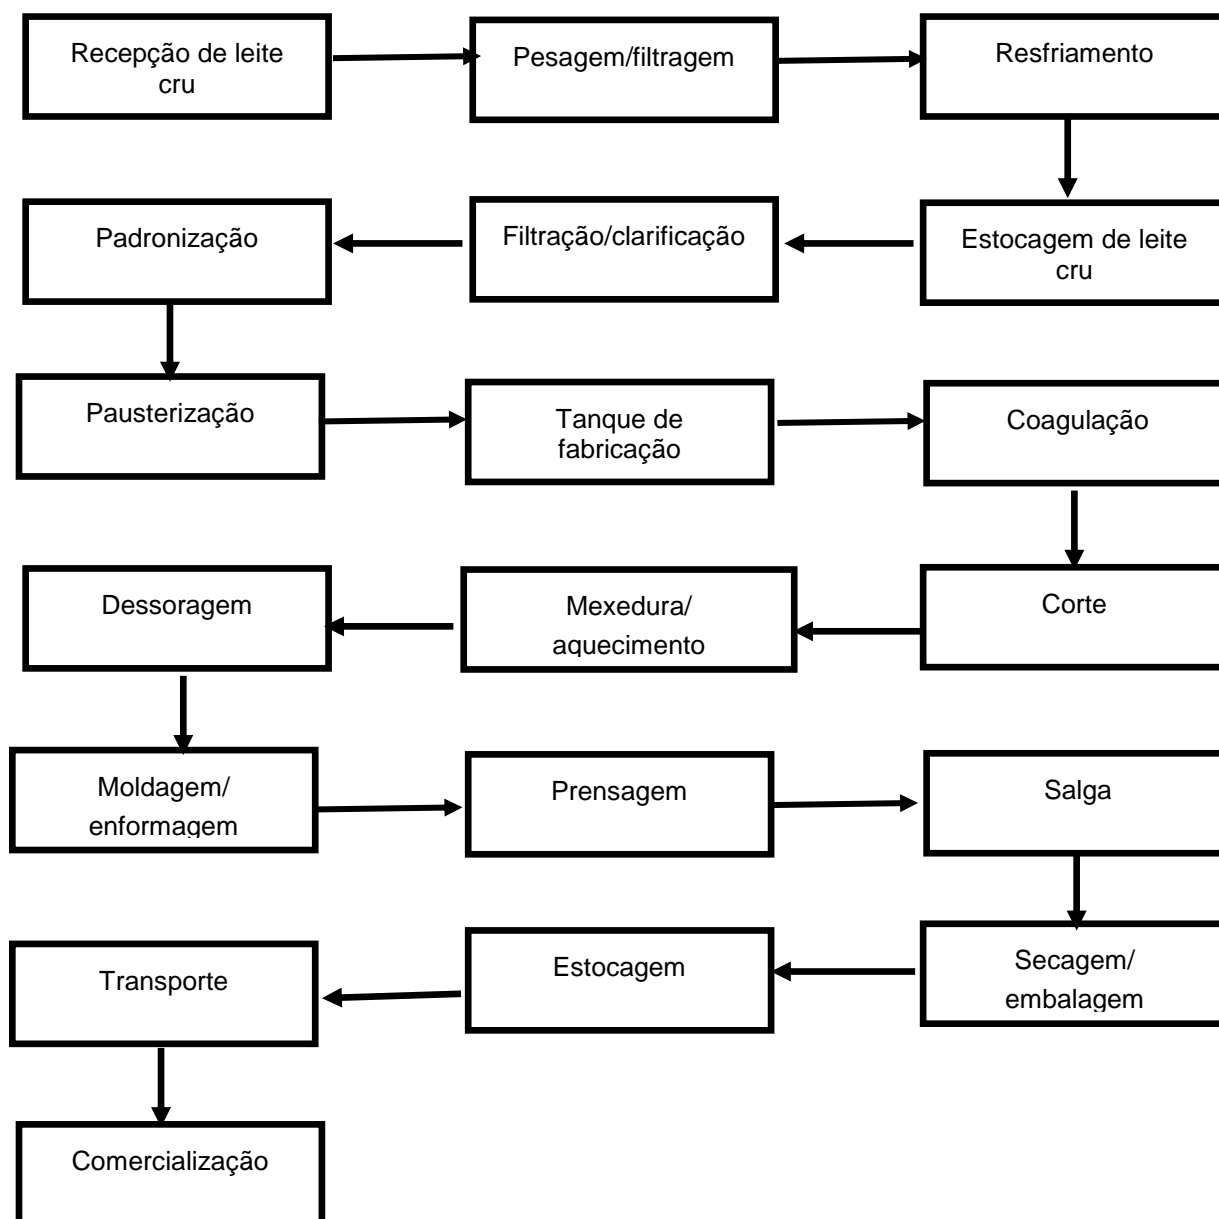 Recepção de leite
cru
Pesagem/filtragem
Resfriamento
Estocagem de leite
cru
Filtração/clarificação
Padronização
Pausterização
Tanque de
fabricação
Coagulação
Corte
Mexedura/
aquecimento
Dessoragem
Moldagem/
enformagem
Prensagem
Salga
Secagem/
embalagem
Estocagem
Transporte
Comercialização